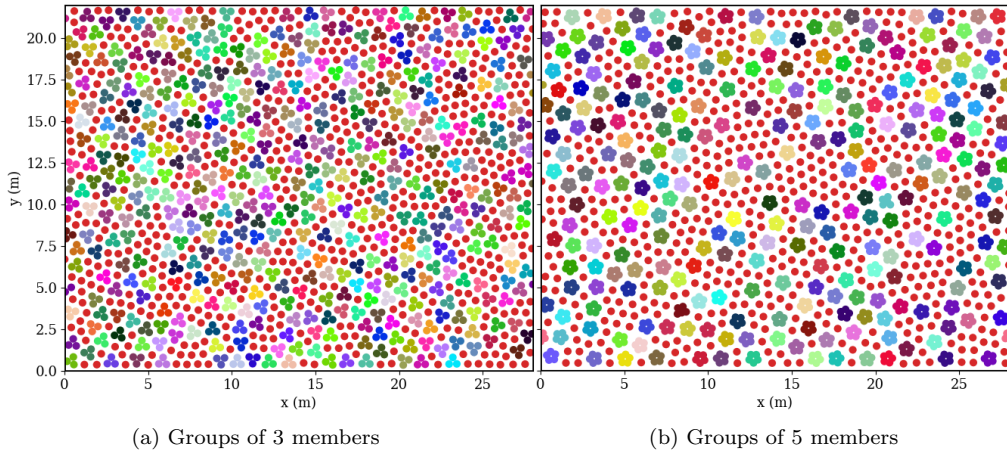 20.0
17.5
15.0
12.5
10.0
7.5
5.0
2.5
0.0
y (m)
0 5 10 15 20 25
x (m)
0 5 10 15 20 25
x (m)
(a) Groups of 3 members
(b) Groups of 5 members